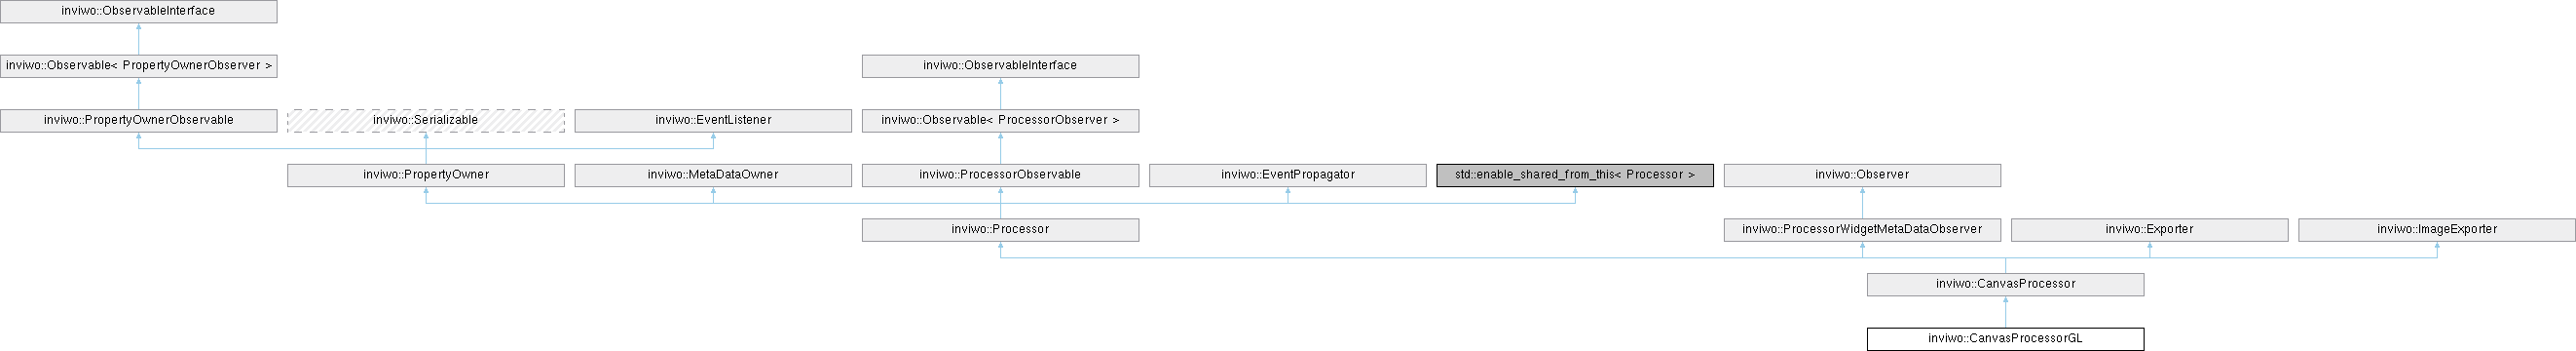 inviwo::ObservableInterface
inviwo::Observable< PropertyOwnerObserver >
inviwo::ObservableInterface
inviwo::PropertyOwnerObservable
inviwo::Serializable
inviwo::EventListener
inviwo::Observable< ProcessorObserver >
inviwo::PropertyOwner
inviwo::MetaDataOwner
inviwo::ProcessorObservable
inviwo::EventPropagator
std::enable_shared_from_this< Processor >
inviwo::Observer
inviwo::Processor
inviwo::ProcessorWidgetMetaDataObserver
inviwo::Exporter
inviwo::ImageExporter
inviwo::CanvasProcessor
inviwo::CanvasProcessorGL